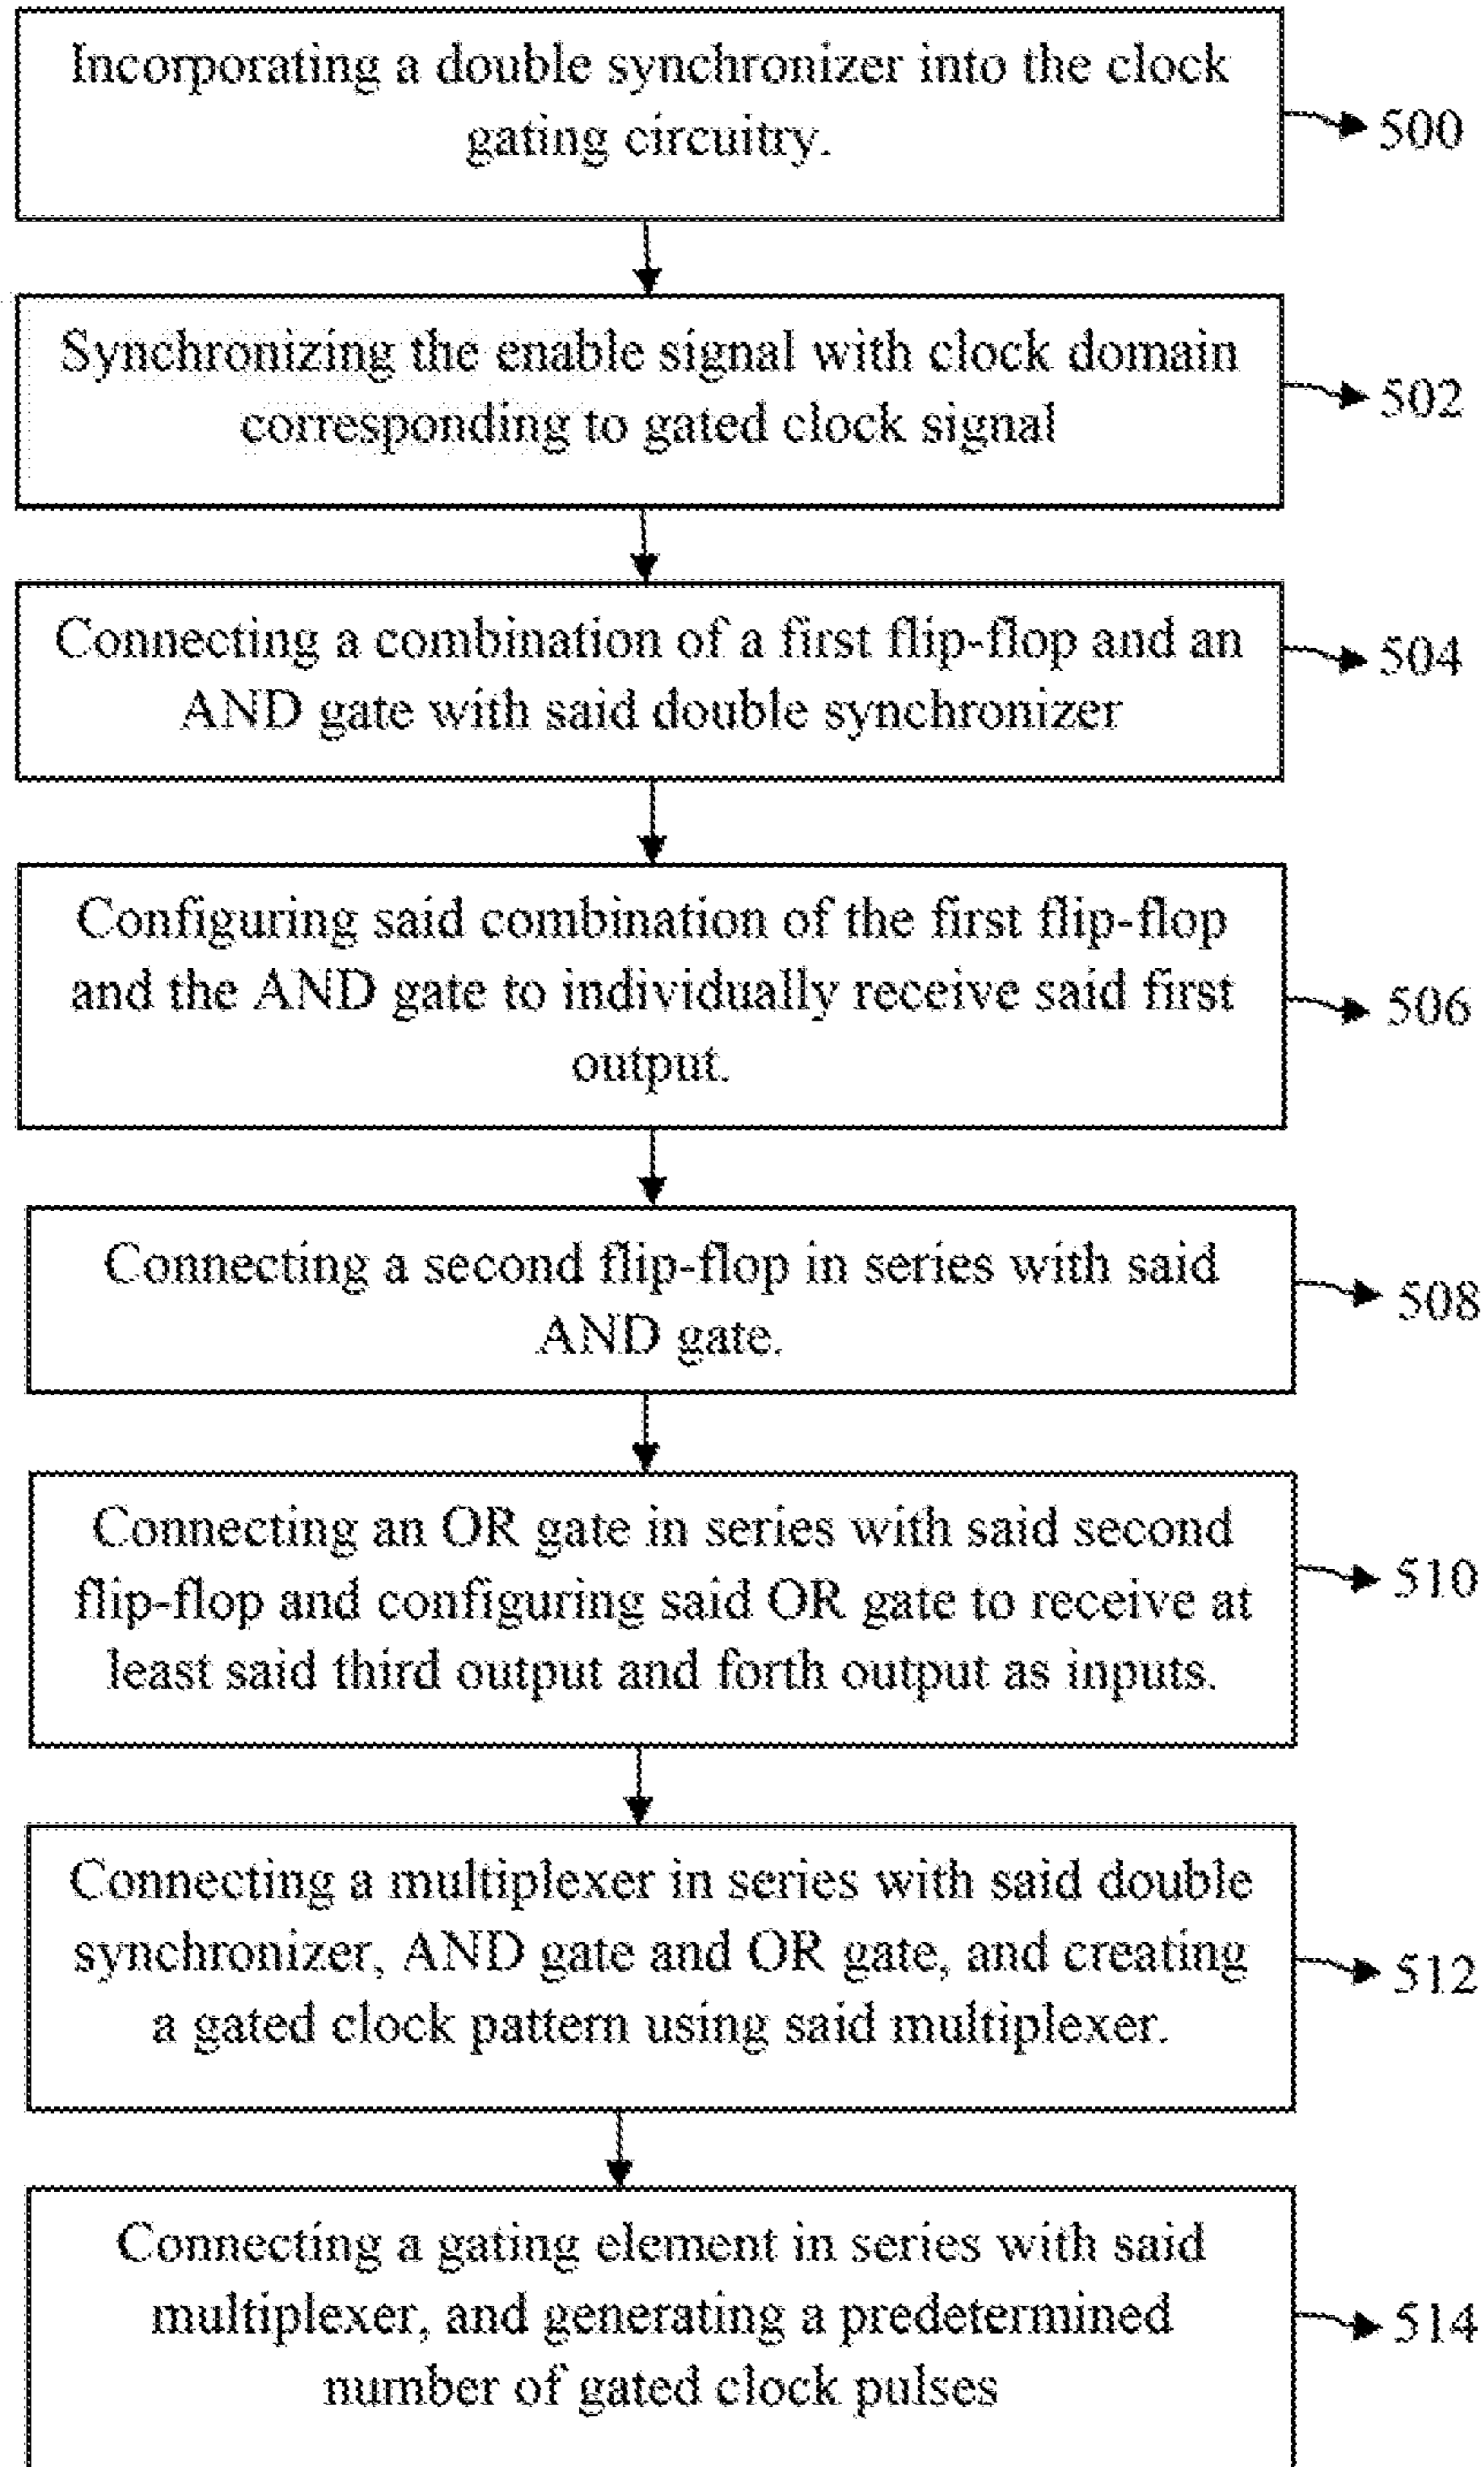 Incorporating a double synchronizer into the clock
gating circuitry.
500
Synchronizing the enable signal with clock domain
corresponding to gated clock signal
502
Connecting a combination of a first flip-flop and an
AND gate with said double synchronizer
504
Configuring said combination of the first flip-flop
and the AND gate to individually receive said first
output.
506
Connecting a second flip-flop in series with said
AND gate.
508
Connecting an OR gate in series with said second
flip-flop and configuring said OR gate to receive at
least said third output and forth output as inputs.
510
Connecting a multiplexer in series with said double
synchronizer, AND gate and OR gate, and creating
a gated clock pattern using said multiplexer.
512
Connecting a gating element in series with said
multiplexer, and generating a predetermined
number of gated clock pulses
514